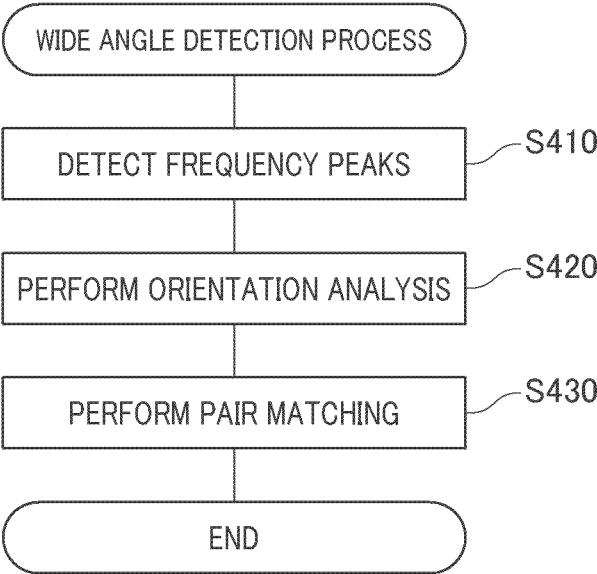 WIDE ANGLE DETECTION PROCESS
DETECT FREQUENCY PEAKS
S410
PERFORM ORIENTATION ANALYSIS
S420
PERFORM PAIR MATCHING
S430
END